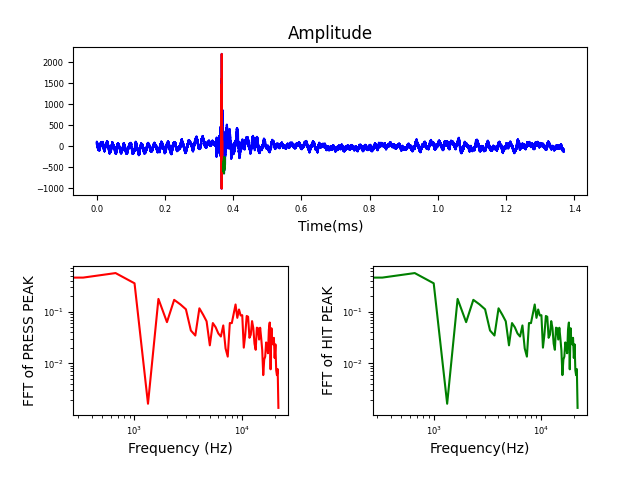 Amplitude
2000
1500
1000
500
0
−500
−1000
0.0 0.2 0.4 0.6 0.8 1.0 1.2 1.4
Time(ms)
FFT of PRESS PEAK
10⁻¹
10⁻²
10³ 10⁴
Frequency (Hz)
FFT of HIT PEAK
10⁻¹
10⁻²
10³ 10⁴
Frequency(Hz)